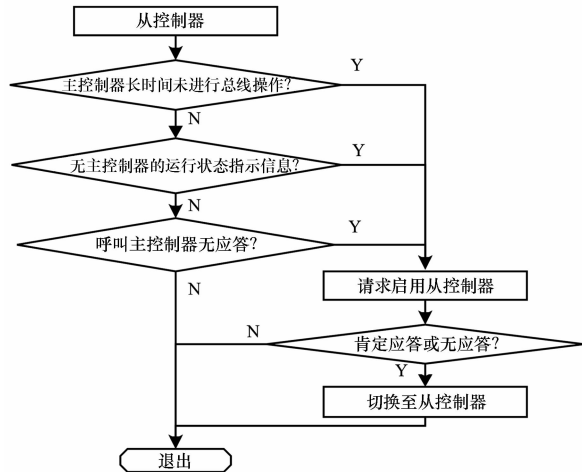 从控制器
主控制器长时间未进行总线操作?
Y
N
无主控制器的运行状态指示信息?
Y
N
呼叫主控制器无应答?
Y
N
请求启用从控制器
肯定应答或无应答?
N
Y
切换至从控制器
退出